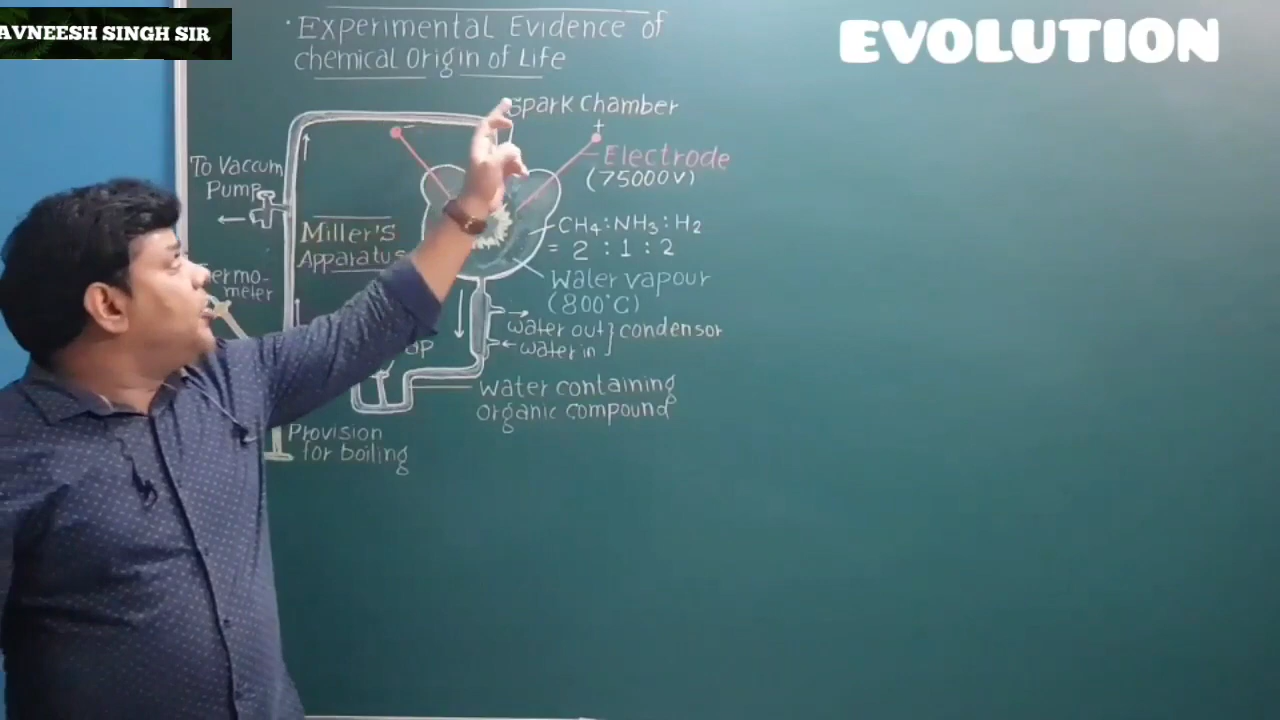 AVNEESH SINGH SIR
EVOLUTION
· Experimental Evidence of
chemical Origin of Life
Spark Chamber
+
-
Electrode
(75000V)
To Vaccum
Pump
CH4:NH3:H2
= 2 : 1 : 2
Miller's
Apparatus
Waler vapour
(800°C)
meter
water out } condensor
water in
Water containing
organic compound
Provision
for boiling